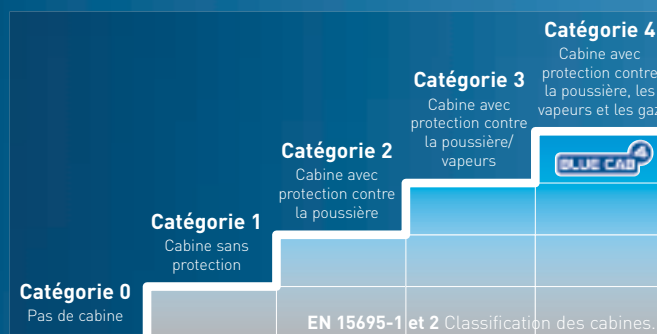 Catégorie 4
Cabine avec
protection contre
la poussière, les
vapeurs et les gaz
Catégorie 3
Cabine avec
protection contre
la poussière/
vapeurs
Catégorie 2
Cabine avec
protection contre
la poussière
Catégorie 1
Cabine sans
protection
Catégorie 0
Pas de cabine
BLUE CAB 4
EN 15695-1 et 2 Classification des cabines.